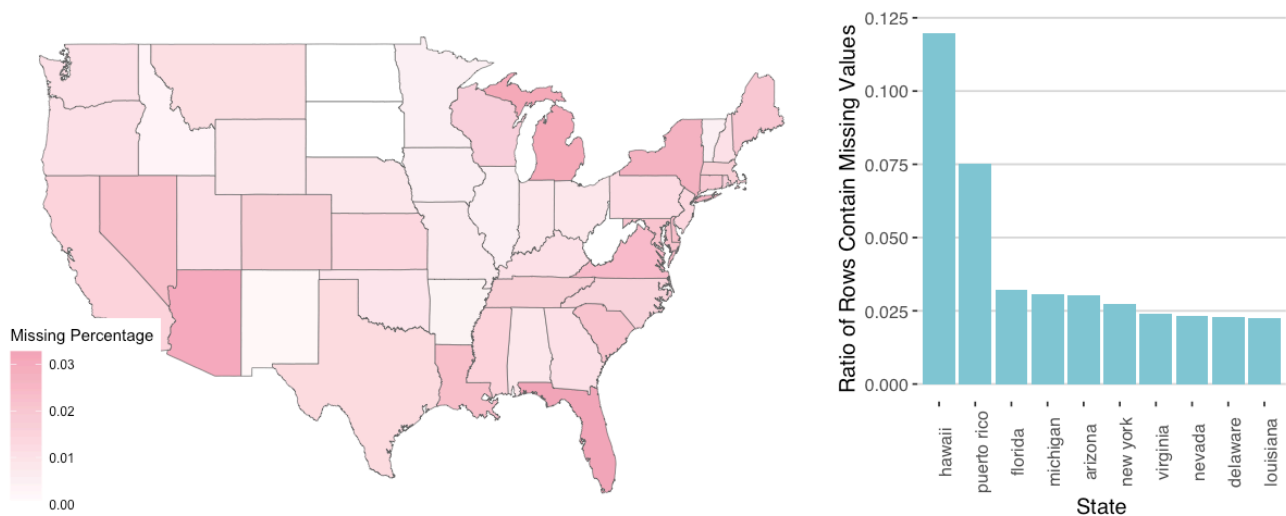 Missing Percentage
0.03
0.02
0.01
0.00
Ratio of Rows Contain Missing Values
0.125
0.100
0.075
0.050
0.025
0.000
hawaii
puerto rico
florida
michigan
arizona
new york
virginia
nevada
delaware
louisiana
State